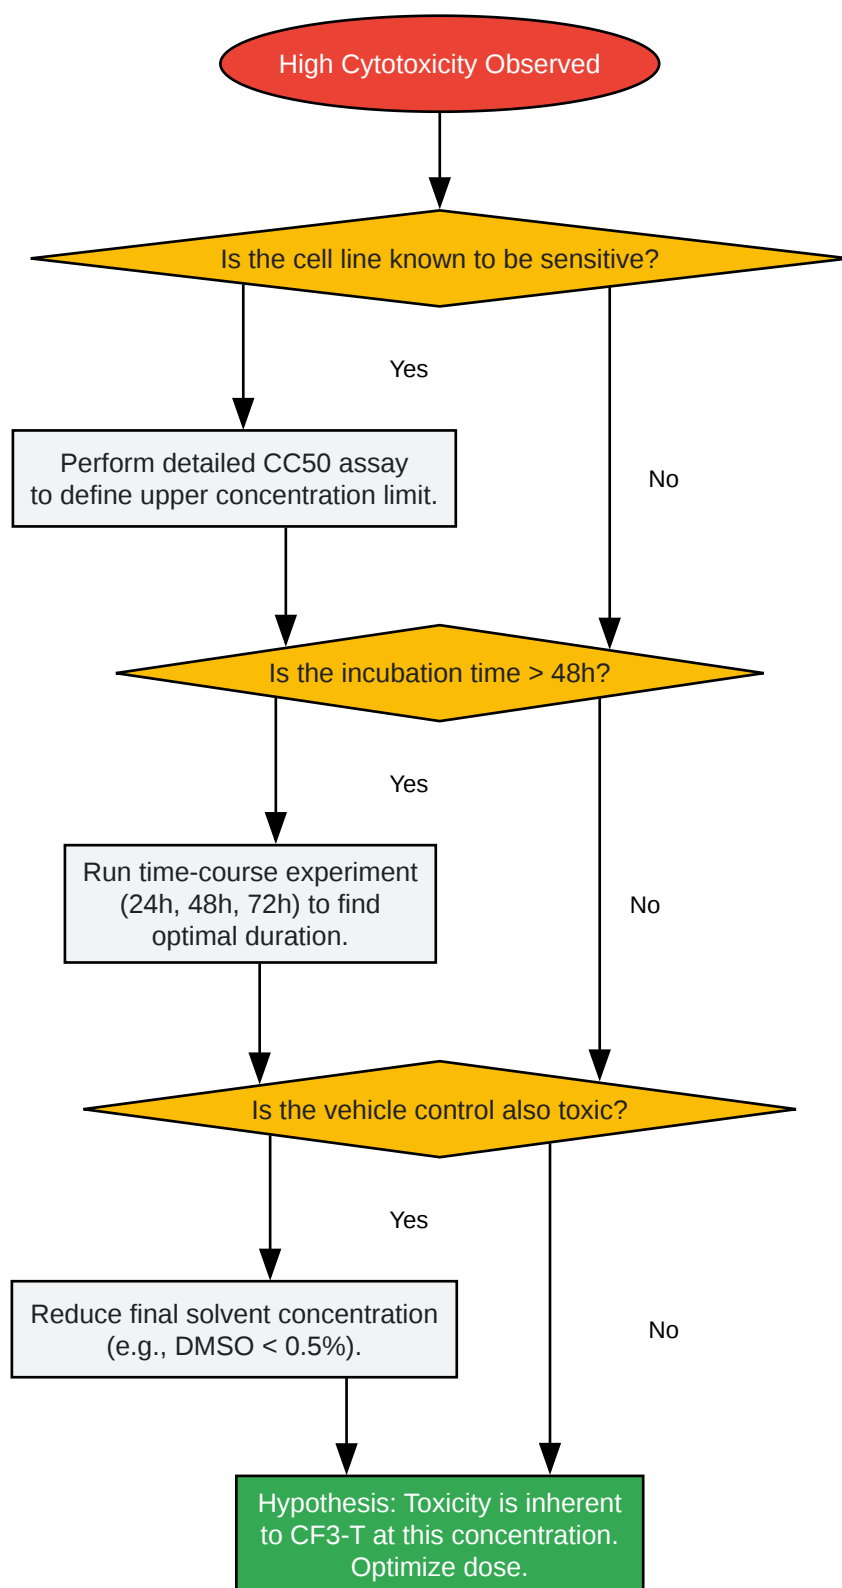 High Cytotoxicity Observed
Is the cell line known to be sensitive?
Yes
Perform detailed CC50 assay
to define upper concentration limit.
No
Is the incubation time > 48h?
Yes
Run time-course experiment
(24h, 48h, 72h) to find
optimal duration.
No
Is the vehicle control also toxic?
Yes
Reduce final solvent concentration
(e.g., DMSO < 0.5%).
No
Hypothesis: Toxicity is inherent
to CF3-T at this concentration.
Optimize dose.